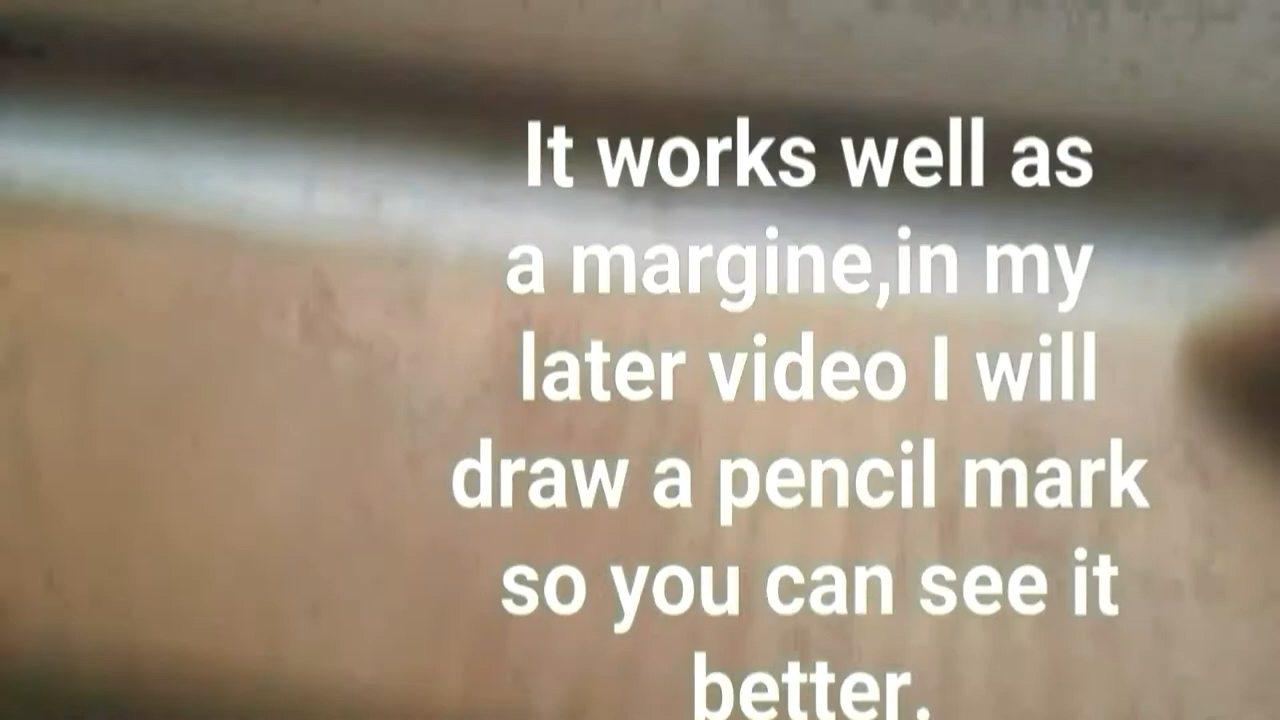 It works well as
a margine,in my
later video I will
draw a pencil mark
so you can see it
better.